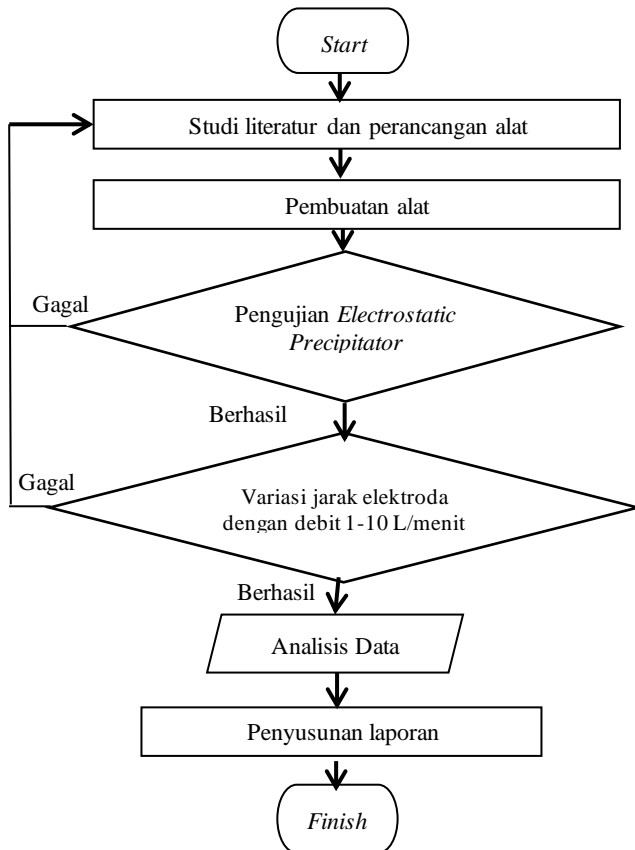 Start
Studi literatur dan perancangan alat
Pembuatan alat
Gagal
Pengujian Electrostatic
Precipitator
Berhasil
Gagal
Variasi jarak elektroda
dengan debit 1-10 L/menit
Berhasil
Analisis Data
Penyusunan laporan
Finish